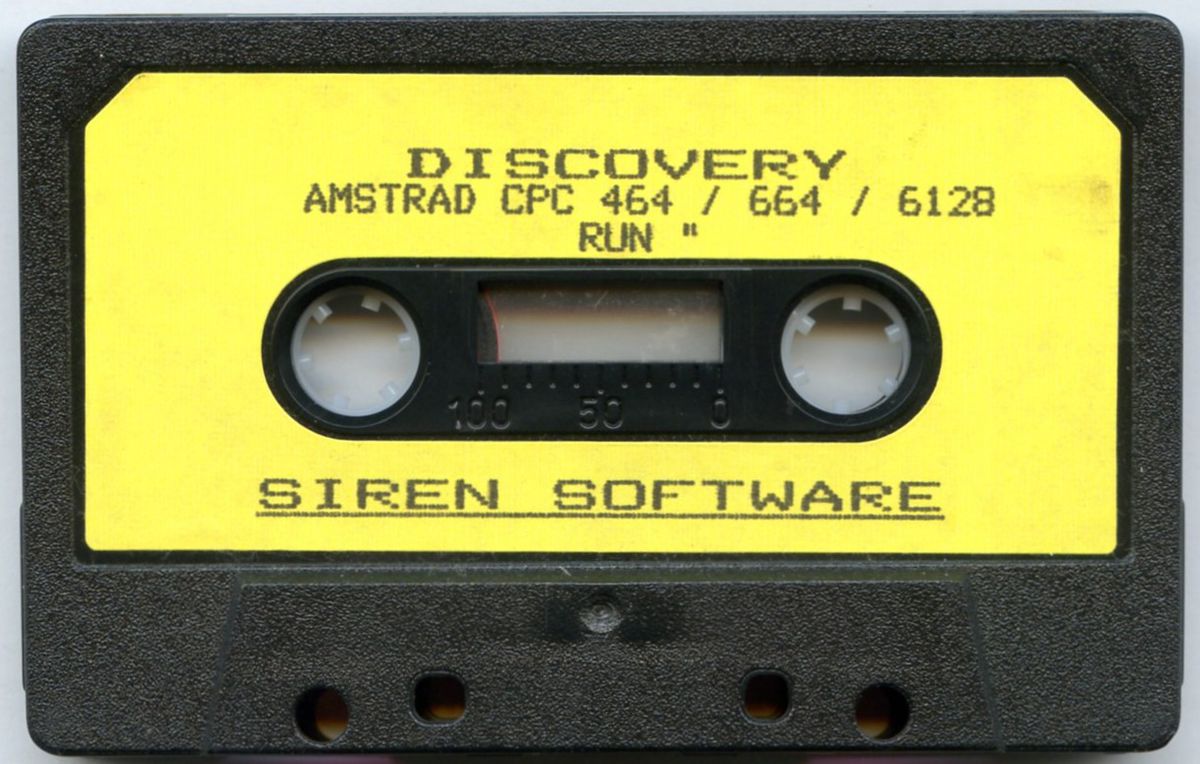 DISCOVERY
AMSTRAD CPC 464 / 664 / 6128
RUN "
100 50 0
SIREN SOFTWARE